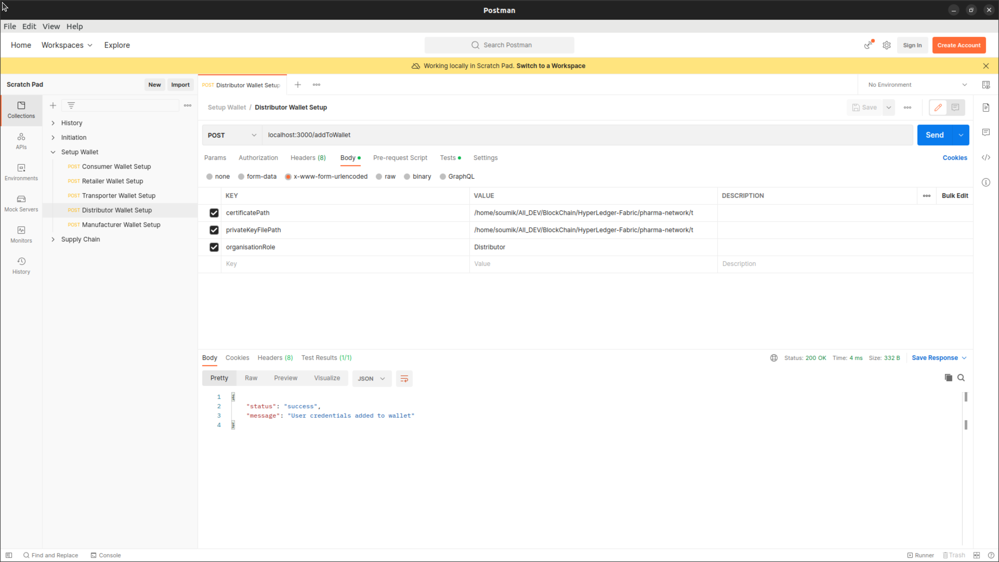 Postman
File Edit View Help
Home Workspaces Explore
Search Postman
Sign In Create Account
Working locally in Scratch Pad. Switch to a Workspace
Scratch Pad New Import
POST Distributor Wallet Setup
No Environment
Collections
APIs
Environments
Mock Servers
Monitors
History
History
Initiation
Setup Wallet
POST Consumer Wallet Setup
POST Retailer Wallet Setup
POST Transporter Wallet Setup
POST Distributor Wallet Setup
POST Manufacturer Wallet Setup
Supply Chain
Setup Wallet / Distributor Wallet Setup
Save
POST localhost:3000/addToWallet
Send
Params Authorization Headers (8) Body Pre-request Script Tests Settings Cookies
none form-data x-www-form-urlencoded raw binary GraphQL
KEY VALUE DESCRIPTION Bulk Edit
certificatePath /home/soumik/All_DEV/BlockChain/HyperLedger-Fabric/pharma-network/t
privateKeyFilePath /home/soumik/All_DEV/BlockChain/HyperLedger-Fabric/pharma-network/t
organisationRole Distributor
Key Value Description
Body Cookies Headers (8) Test Results (1/1)
Status: 200 OK Time: 4 ms Size: 332 B Save Response
Pretty Raw Preview Visualize JSON
1 {
2 "status": "success",
3 "message": "User credentials added to wallet"
4 }
Find and Replace Console
Runner Trash